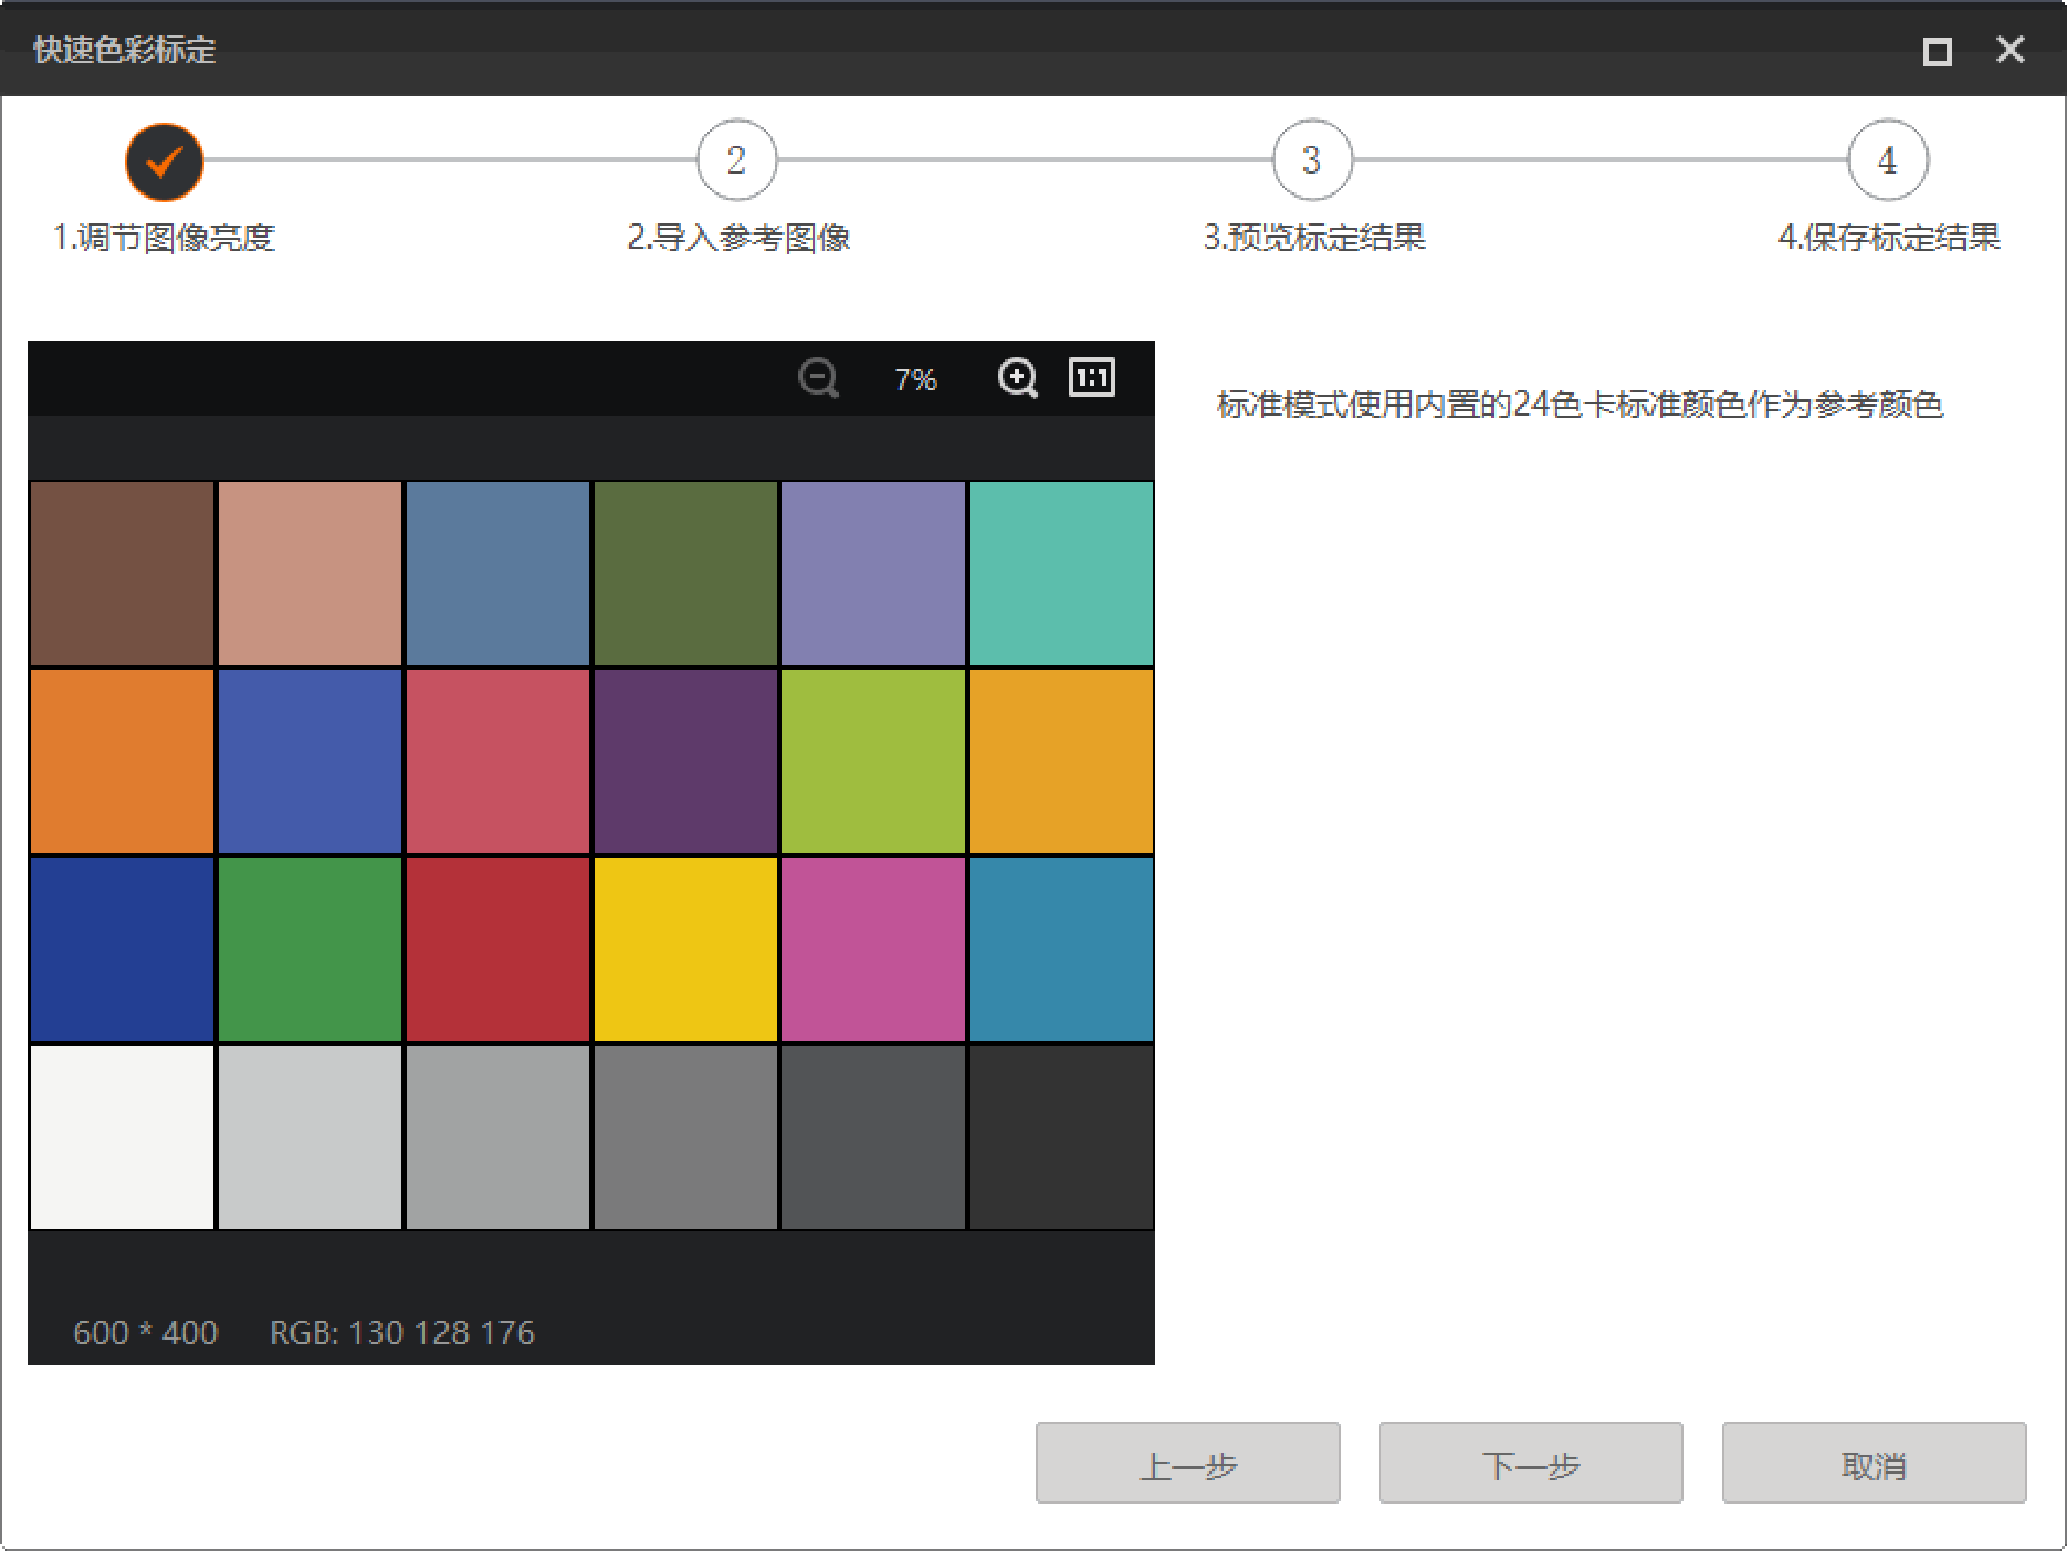 快速色彩标定
2 3 4
1.调节图像亮度 2.导入参考图像 3.预览标定结果 4.保存标定结果
7% 1:1
标准模式使用内置的24色卡标准颜色作为参考颜色
600 * 400 RGB: 130 128 176
上一步 下一步 取消